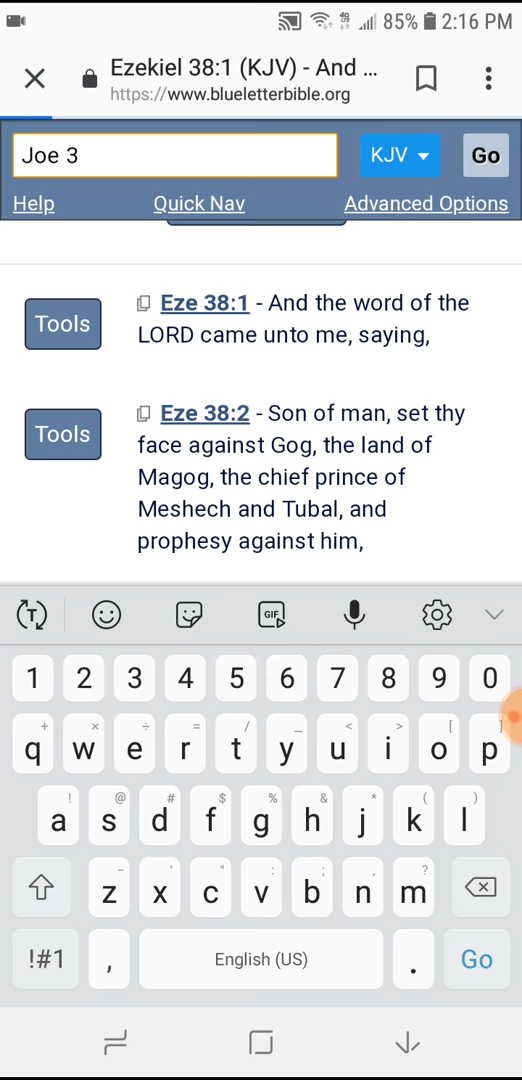 85% 2:16 PM
Ezekiel 38:1 (KJV) - And ...
https://www.blueletterbible.org
Joe 3
KJV
Go
Help Quick Nav Advanced Options
Tools
Eze 38:1 - And the word of the
LORD came unto me, saying,
Tools
Eze 38:2 - Son of man, set thy
face against Gog, the land of
Magog, the chief prince of
Meshech and Tubal, and
prophesy against him,
T GIF
1 2 3 4 5 6 7 8 9 0
+ × ÷ = / _ < > [ ]
q w e r t y u i o p
! @ # $ % & * ( )
a s d f g h j k l
- ' " : ; , ?
z x c v b n m
!#1 , English (US) . Go